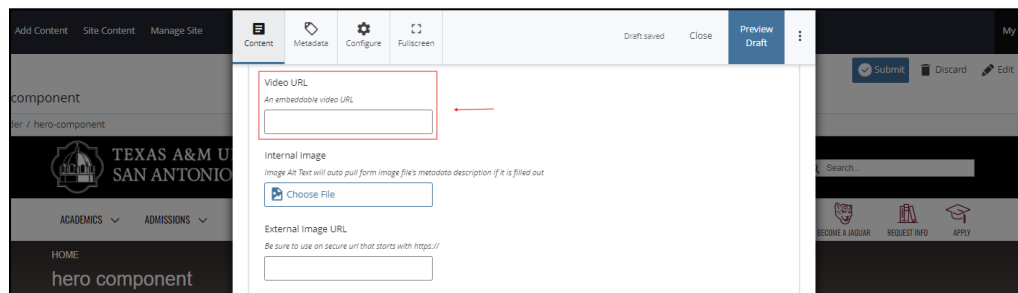 Add Content Site Content Manage Site
Content Metadata Configure Fullscreen
Draft saved Close Preview Draft
My
Submit Discard Edit
component
/ hero-component
Video URL
An embeddable video URL
Internal Image
Image Alt Text will auto pull form image file's metadata description if it is filled out
Choose File
External Image URL
Be sure to use on secure url that starts with https://
TEXAS A&M U
SAN ANTONIO
Search...
ACADEMICS ADMISSIONS
BECOME A JAGUAR REQUEST INFO APPLY
HOME
hero component